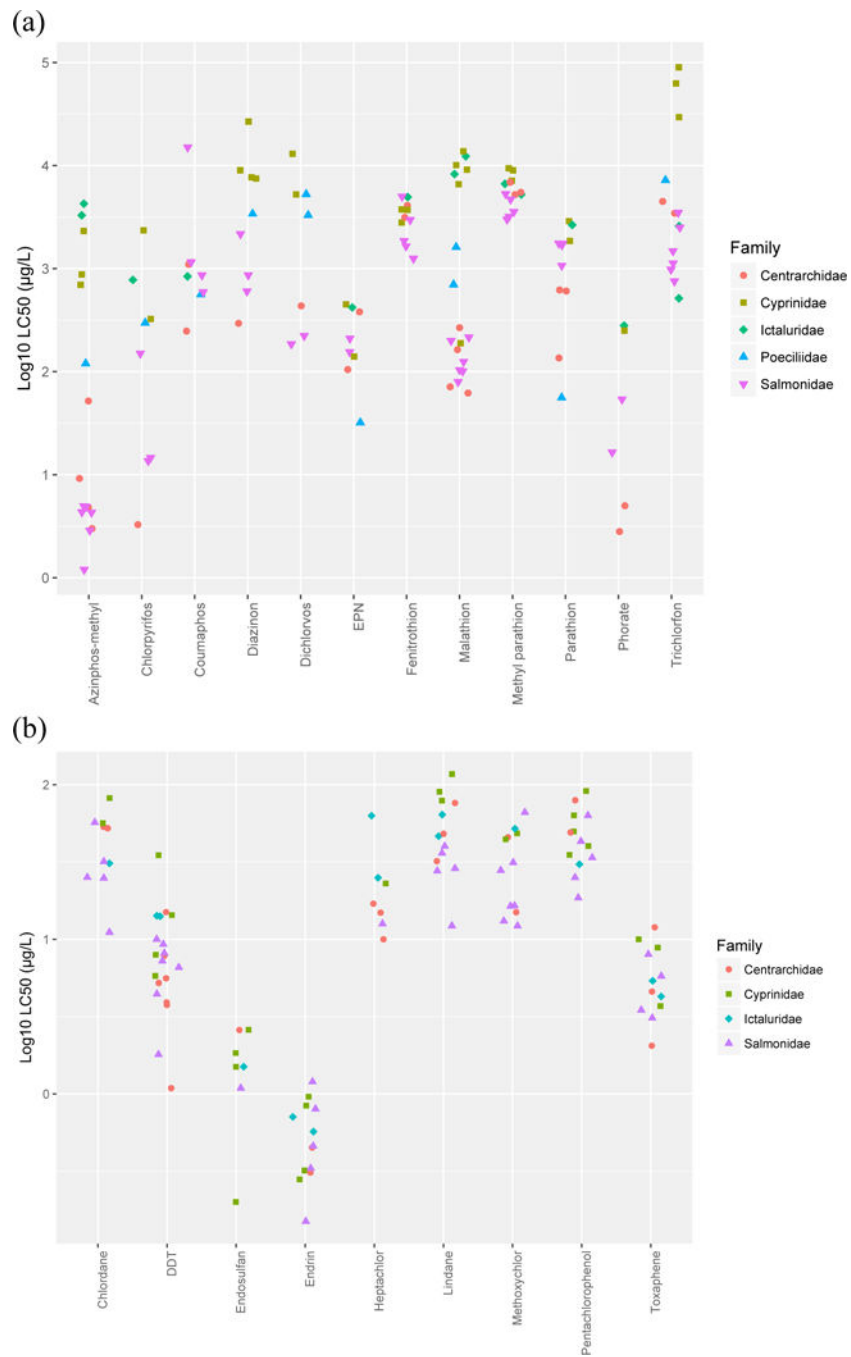 (a)
5
4
3
2
1
0
Log10 LC50 (µg/L)
Azinphos-methyl
Chlorpyrifos
Coumaphos
Diazinon
Dichlorvos
EPN
Fenitrothion
Malathion
Methyl parathion
Parathion
Phorate
Trichlorfon
Family
Centrarchidae
Cyprinidae
Ictaluridae
Poeciliidae
Salmonidae
(b)
2
1
0
Log10 LC50 (µg/L)
Chlordane
DDT
Endosulfan
Endrin
Heptachlor
Lindane
Methoxychlor
Pentachlorophenol
Toxaphene
Family
Centrarchidae
Cyprinidae
Ictaluridae
Salmonidae